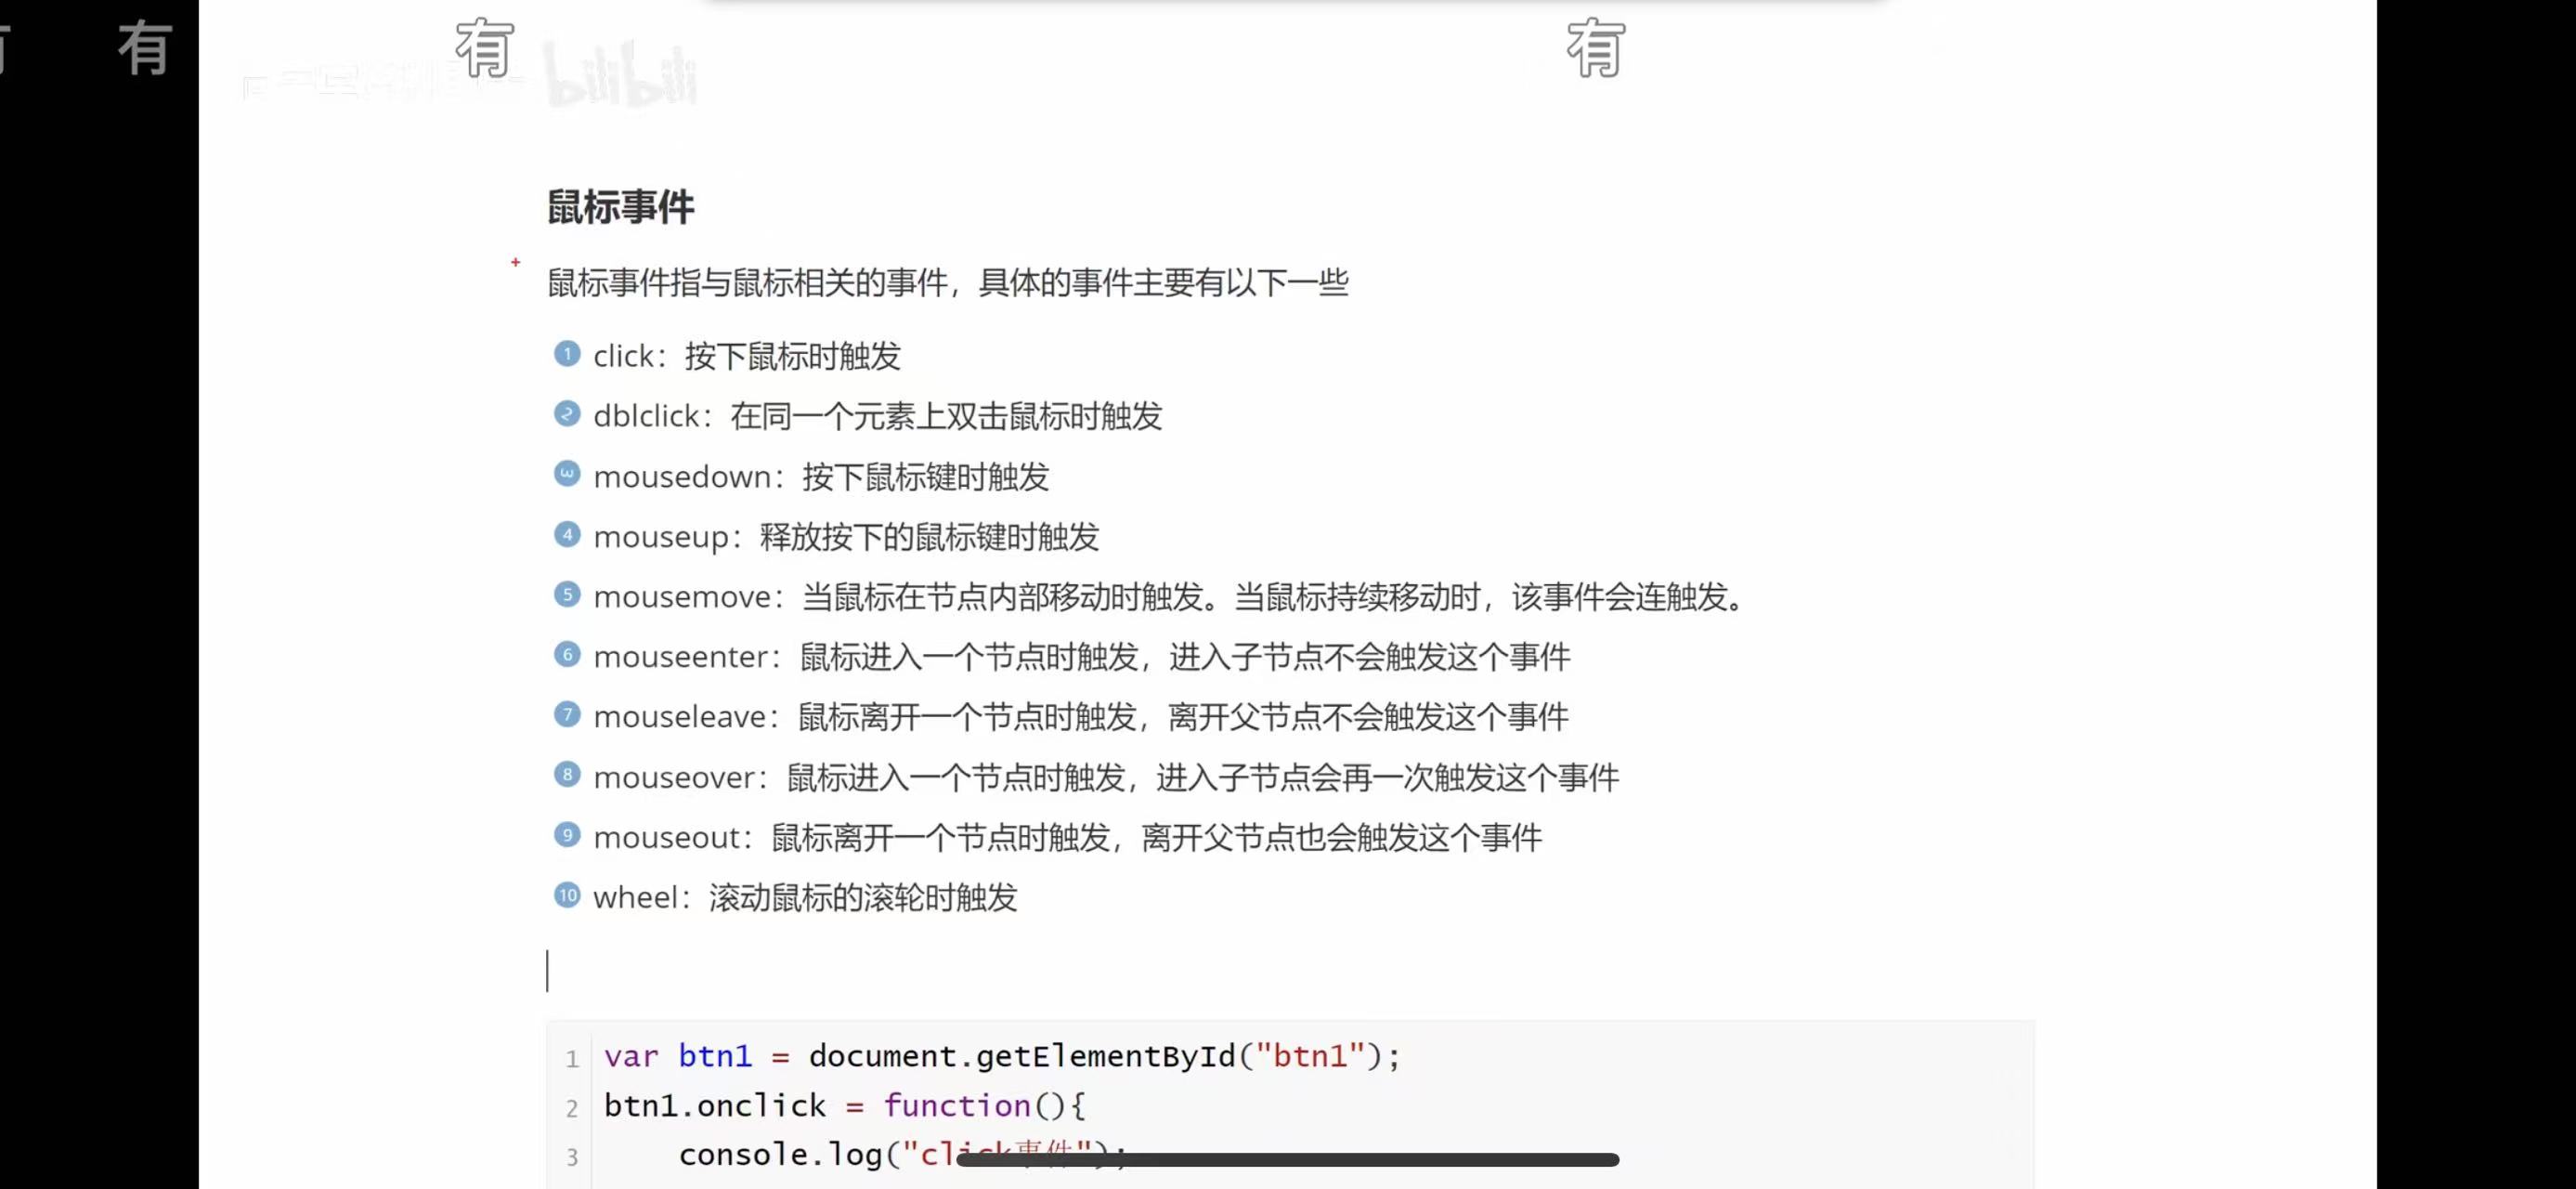 有 有 有
bilibili
鼠标事件
鼠标事件指与鼠标相关的事件，具体的事件主要有以下一些
1 click：按下鼠标时触发
2 dblclick：在同一个元素上双击鼠标时触发
3 mousedown：按下鼠标键时触发
4 mouseup：释放按下的鼠标键时触发
5 mousemove：当鼠标在节点内部移动时触发。当鼠标持续移动时，该事件会连触发。
6 mouseenter：鼠标进入一个节点时触发，进入子节点不会触发这个事件
7 mouseleave：鼠标离开一个节点时触发，离开父节点不会触发这个事件
8 mouseover：鼠标进入一个节点时触发，进入子节点会再一次触发这个事件
9 mouseout：鼠标离开一个节点时触发，离开父节点也会触发这个事件
10 wheel：滚动鼠标的滚轮时触发
1 var btn1 = document.getElementById("btn1");
2 btn1.onclick = function(){
3 console.log("click事件");